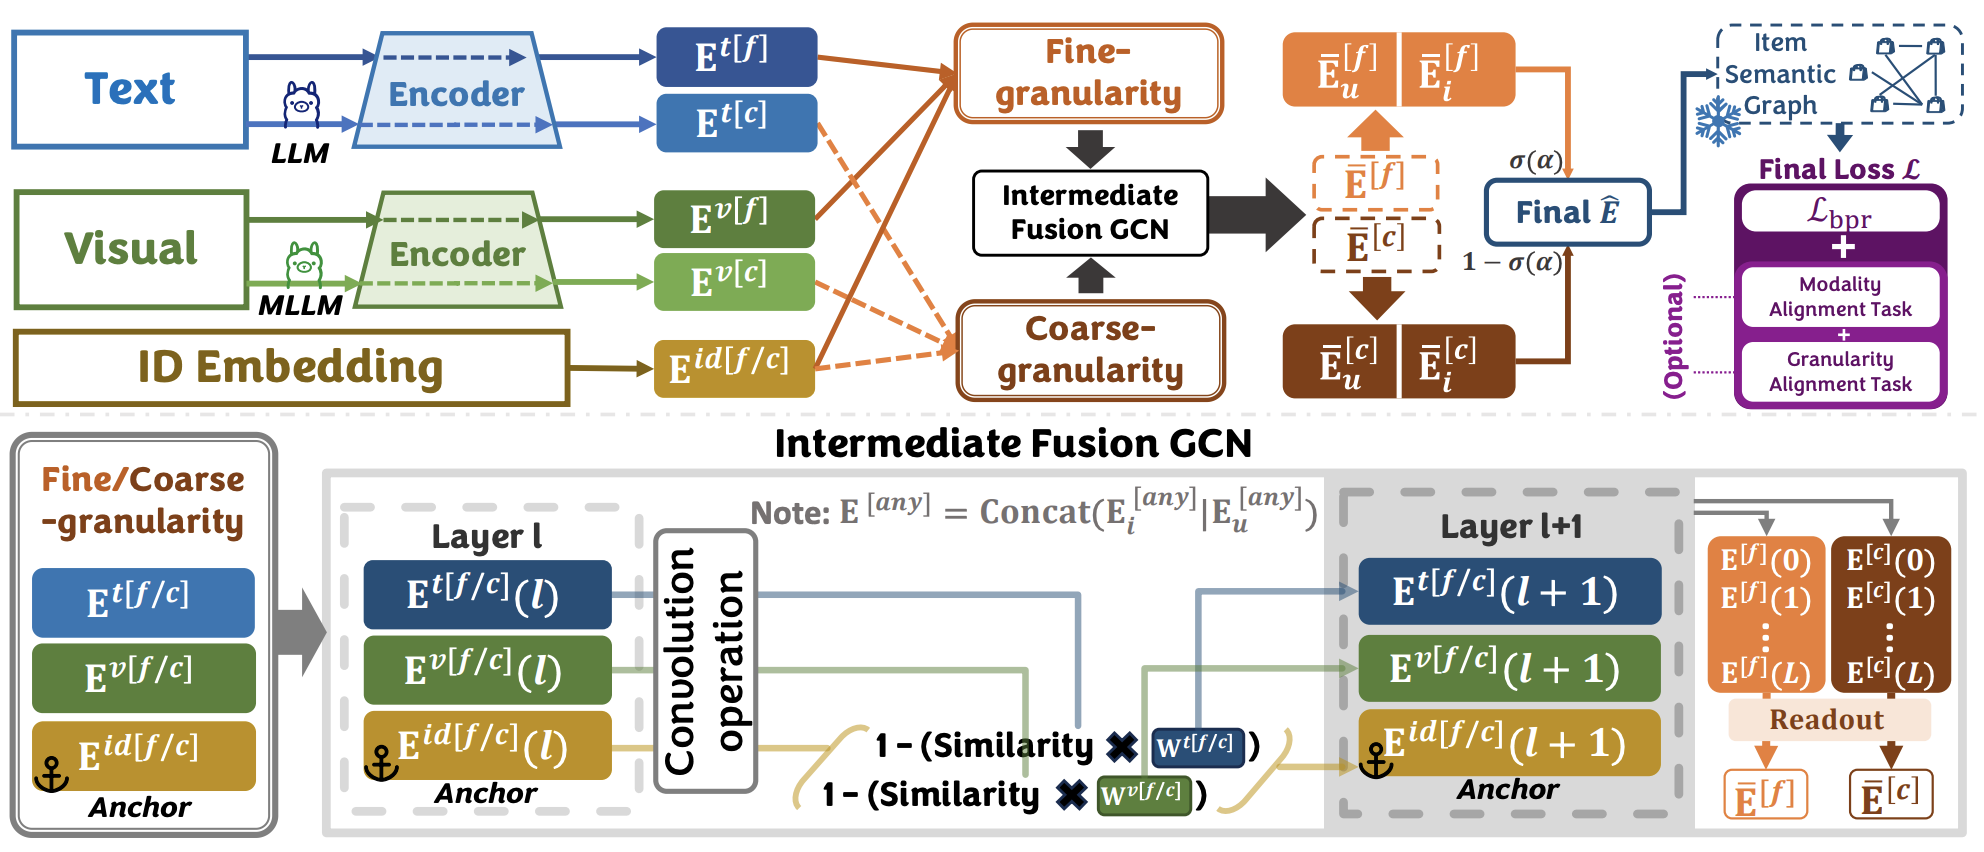 Text
LLM
Encoder
E^{t[f]}
E^{t[c]}
Visual
MLLM
Encoder
E^{v[f]}
E^{v[c]}
ID Embedding
E^{id[f/c]}
Fine-
granularity
Intermediate
Fusion GCN
Coarse-
granularity
Ē_u^{[f]} Ē_i^{[f]}
Ē^{[f]}
Ē^{[c]}
Ē_u^{[c]} Ē_i^{[c]}
σ(α)
Final Ê
1 − σ(α)
Item
Semantic
Graph
Final Loss ℒ
ℒ_bpr
+
Modality
Alignment Task
+
Granularity
Alignment Task
(Optional)
Intermediate Fusion GCN
Fine/Coarse
-granularity
E^{t[f/c]}
E^{v[f/c]}
E^{id[f/c]}
Anchor
Layer l
E^{t[f/c]}(l)
E^{v[f/c]}(l)
E^{id[f/c]}(l)
Anchor
Convolution
operation
Note: E^{[any]} = Concat(E_i^{[any]}|E_u^{[any]})
1 - (Similarity ✖ W^{t[f/c]})
1 - (Similarity ✖ W^{v[f/c]})
Layer l+1
E^{t[f/c]}(l + 1)
E^{v[f/c]}(l + 1)
E^{id[f/c]}(l + 1)
Anchor
E^{[f]}(0) E^{[c]}(0)
E^{[f]}(1) E^{[c]}(1)
⋮ ⋮
E^{[f]}(L) E^{[c]}(L)
Readout
Ē^{[f]} Ē^{[c]}